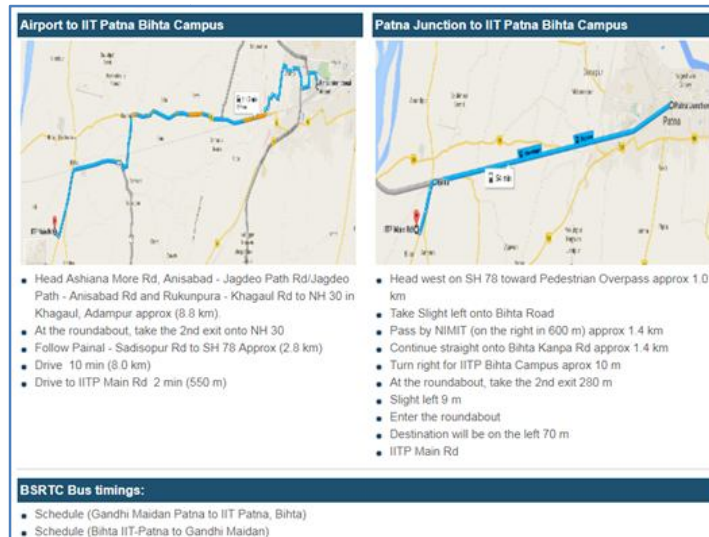 Airport to IIT Patna Bihta Campus
Head Ashiana More Rd, Anisabad - Jagdeo Path Rd/Jagdeo
Path - Anisabad Rd and Rukunpura - Khagaul Rd to NH 30 in
Khagaul, Adampur approx (8.8 km).
At the roundabout, take the 2nd exit onto NH 30
Follow Painal - Sadisopur Rd to SH 78 Approx (2.8 km)
Drive 10 min (8.0 km)
Drive to IITP Main Rd 2 min (550 m)
Patna Junction to IIT Patna Bihta Campus
Patna Junction
Patna
54 min
IITP Main Rd
Head west on SH 78 toward Pedestrian Overpass approx 1.0
km
Take Slight left onto Bihta Road
Pass by NIMIT (on the right in 600 m) approx 1.4 km
Continue straight onto Bihta Kanpa Rd approx 1.4 km
Turn right for IITP Bihta Campus aprox 10 m
At the roundabout, take the 2nd exit 280 m
Slight left 9 m
Enter the roundabout
Destination will be on the left 70 m
IITP Main Rd
BSRTC Bus timings:
Schedule (Gandhi Maidan Patna to IIT Patna, Bihta)
Schedule (Bihta IIT-Patna to Gandhi Maidan)